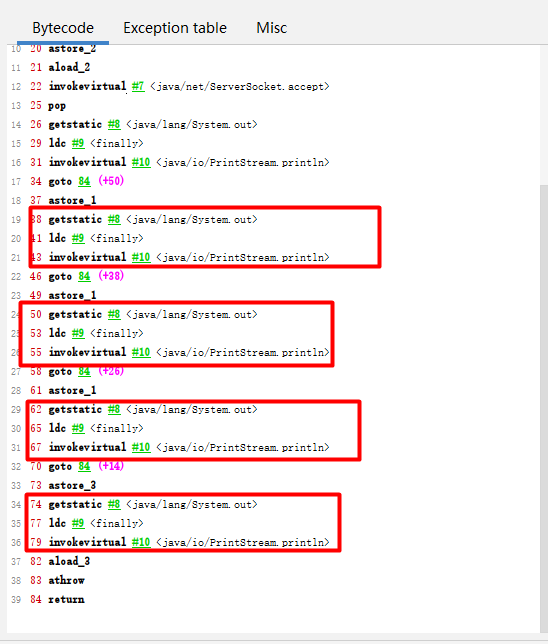 Bytecode Exception table Misc
10 20 astore_2
11 21 aload_2
12 22 invokevirtual #7 <java/net/ServerSocket.accept>
13 25 pop
14 26 getstatic #8 <java/lang/System.out>
15 29 ldc #9 <finally>
16 31 invokevirtual #10 <java/io/PrintStream.println>
17 34 goto 84 (+50)
18 37 astore_1
19 38 getstatic #8 <java/lang/System.out>
20 41 ldc #9 <finally>
21 43 invokevirtual #10 <java/io/PrintStream.println>
22 46 goto 84 (+38)
23 49 astore_1
24 50 getstatic #8 <java/lang/System.out>
25 53 ldc #9 <finally>
26 55 invokevirtual #10 <java/io/PrintStream.println>
27 58 goto 84 (+26)
28 61 astore_1
29 62 getstatic #8 <java/lang/System.out>
30 65 ldc #9 <finally>
31 67 invokevirtual #10 <java/io/PrintStream.println>
32 70 goto 84 (+14)
33 73 astore_3
34 74 getstatic #8 <java/lang/System.out>
35 77 ldc #9 <finally>
36 79 invokevirtual #10 <java/io/PrintStream.println>
37 82 aload_3
38 83 athrow
39 84 return